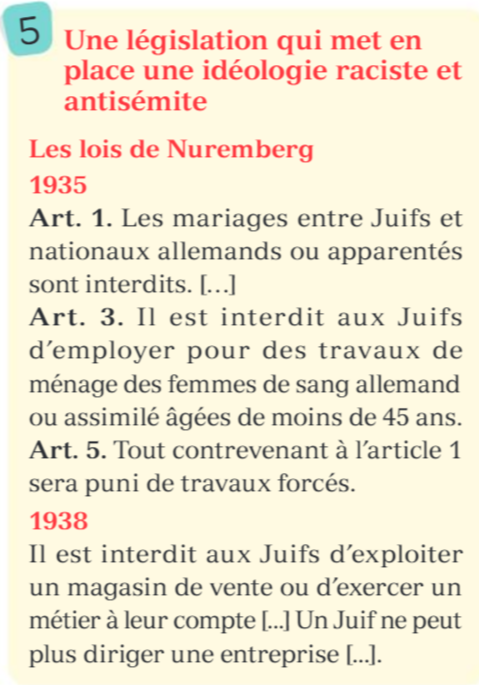 5
Une législation qui met en
place une idéologie raciste et
antisémite
Les lois de Nuremberg
1935
Art. 1. Les mariages entre Juifs et
nationaux allemands ou apparentés
sont interdits. [...]
Art. 3. Il est interdit aux Juifs
d’employer pour des travaux de
ménage des femmes de sang allemand
ou assimilé âgées de moins de 45 ans.
Art. 5. Tout contrevenant à l’article 1
sera puni de travaux forcés.
1938
Il est interdit aux Juifs d’exploiter
un magasin de vente ou d’exercer un
métier à leur compte [...] Un Juif ne peut
plus diriger une entreprise [...].